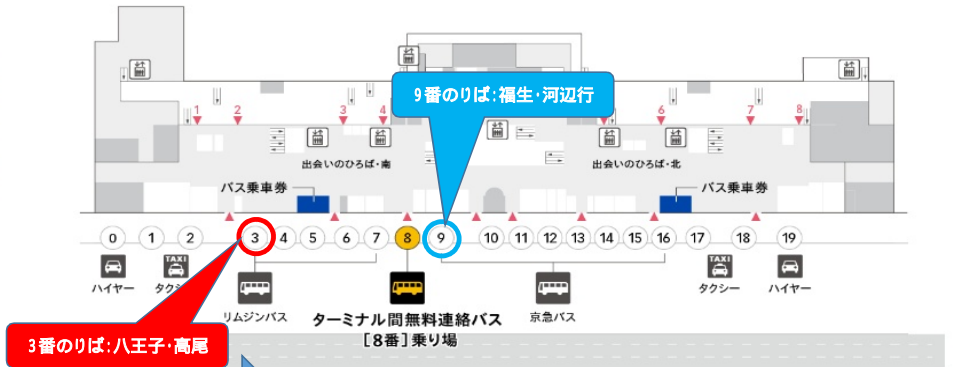 9番のりば:福生・河辺行
1
2
3
4
6
7
8
出会いのひろば・南
出会いのひろば・北
バス乗車券
バス乗車券
0
1
2
3
4
5
6
7
8
9
10
11
12
13
14
15
16
17
18
19
TAXI
TAXI
ハイヤー
タクシ
リムジンバス
ターミナル間無料連絡バス
[8番]乗り場
京急バス
タクシー
ハイヤー
3番のりば:八王子・高尾